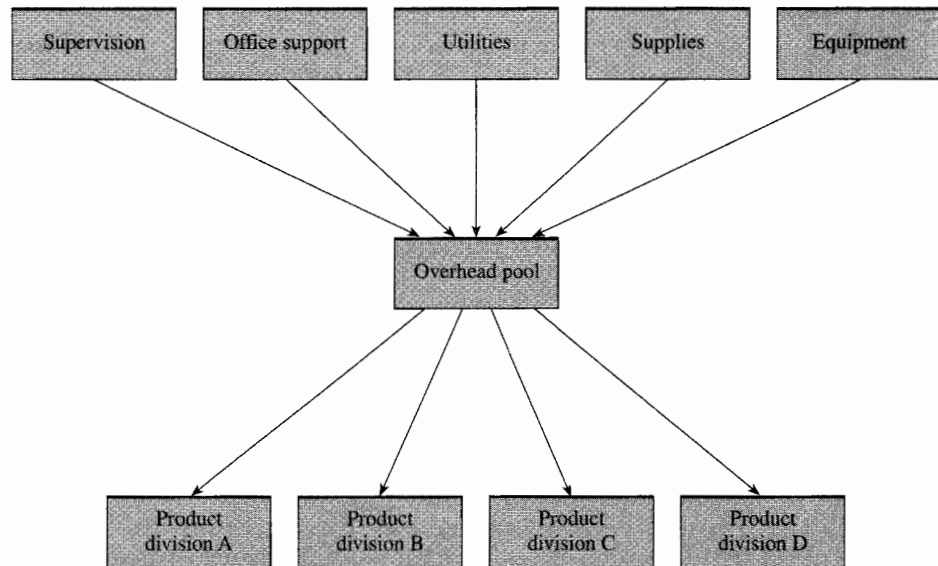 Supervision
Office support
Utilities
Supplies
Equipment
Overhead pool
Product
division A
Product
division B
Product
division C
Product
division D